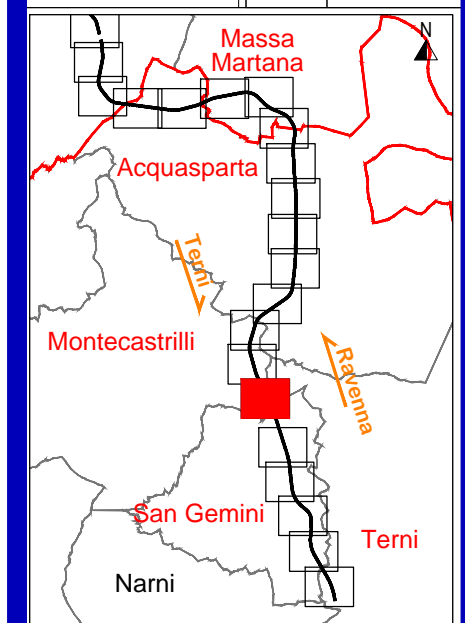 N
Massa
Martana
Acquasparta
Terni
Montecastrilli
Ravenna
San Gemini
Terni
Narni